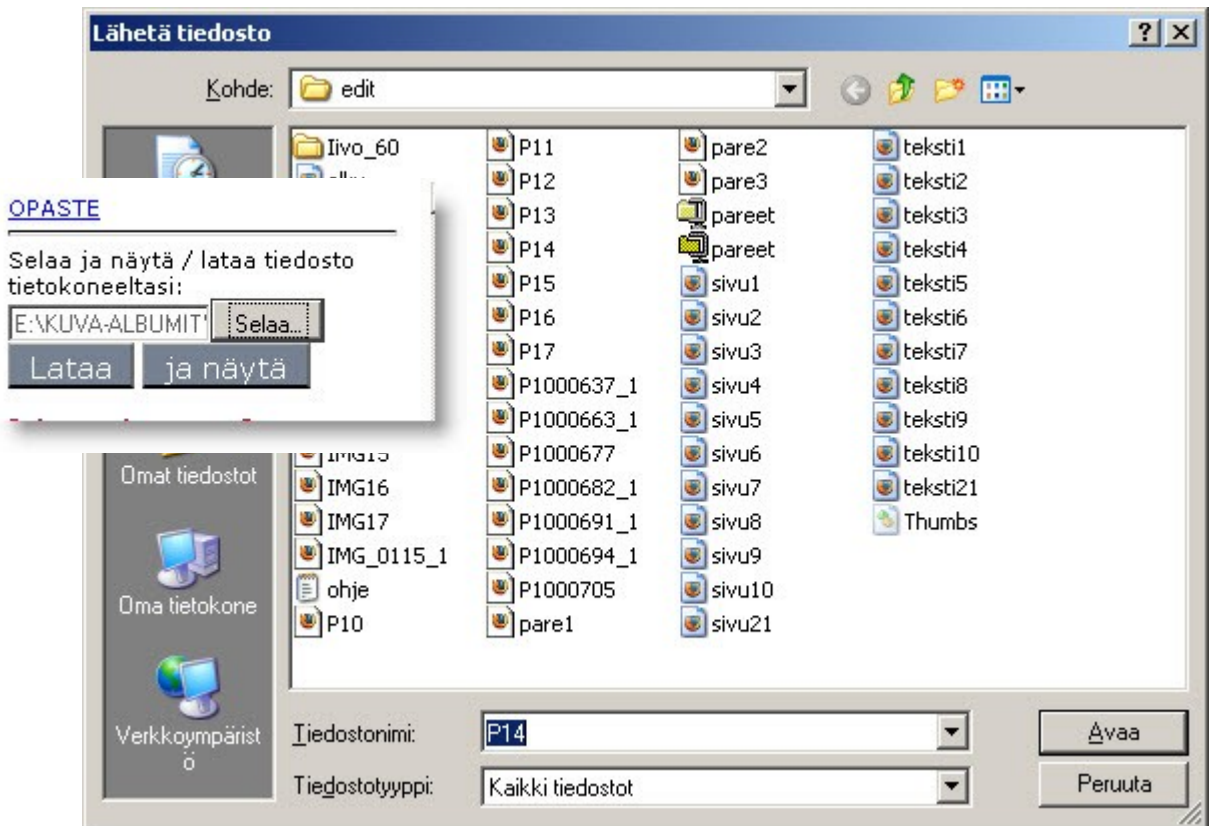 Lähetä tiedosto
Kohde:
edit
Iivo_60
P11
pare2
teksti1
P12
pare3
teksti2
P13
pareet
teksti3
P14
pareet
teksti4
P15
sivu1
teksti5
P16
sivu2
teksti6
P17
sivu3
teksti7
P1000637_1
sivu4
teksti8
P1000663_1
sivu5
teksti9
IMG15
P1000677
sivu6
teksti10
IMG16
P1000682_1
sivu7
teksti21
IMG17
P1000691_1
sivu8
Thumbs
IMG_0115_1
P1000694_1
sivu9
ohje
P1000705
sivu10
P10
pare1
sivu21
OPASTE
Selaa ja näytä / lataa tiedosto
tietokoneeltasi:
E:\KUVA-ALBUMIT\
Selaa...
Lataa
ja näytä
Omat tiedostot
Oma tietokone
Verkkoympärist
ö
Tiedostonimi:
P14
Avaa
Tiedostotyyppi:
Kaikki tiedostot
Peruuta